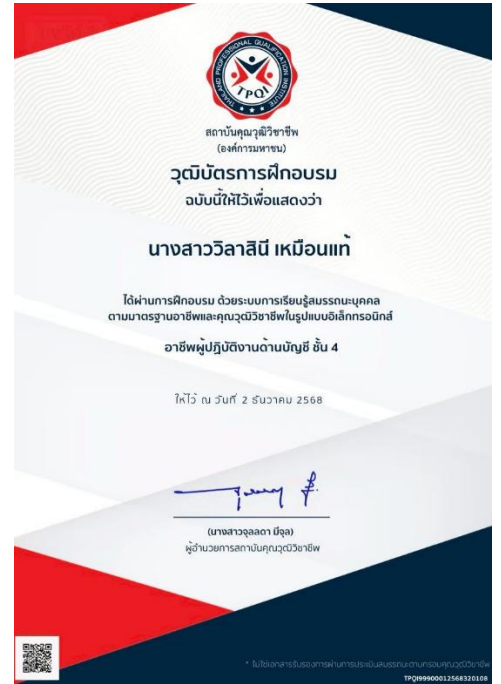 THAILAND PROFESSIONAL QUALIFICATION INSTITUTE
TPQI
สถาบันคุณวุฒิวิชาชีพ
(องค์การมหาชน)
วุฒิบัตรการฝึกอบรม
ฉบับนี้ให้ไว้เพื่อแสดงว่า
นางสาววิลาสินี เหมือนแท้
ได้ผ่านการฝึกอบรม ด้วยระบบการเรียนรู้สมรรถนะบุคคล
ตามมาตรฐานอาชีพและคุณวุฒิวิชาชีพในรูปแบบอิเล็กทรอนิกส์
อาชีพผู้ปฏิบัติงานด้านบัญชี ชั้น 4
ให้ไว้ ณ วันที่ 2 ธันวาคม 2568
(นางสาวจุลลดา มีจุล)
ผู้อำนวยการสถาบันคุณวุฒิวิชาชีพ
* ไม่ใช่เอกสารรับรองการผ่านการประเมินสมรรถนะตามกรอบคุณวุฒิวิชาชีพ
TPQI99900012568320108